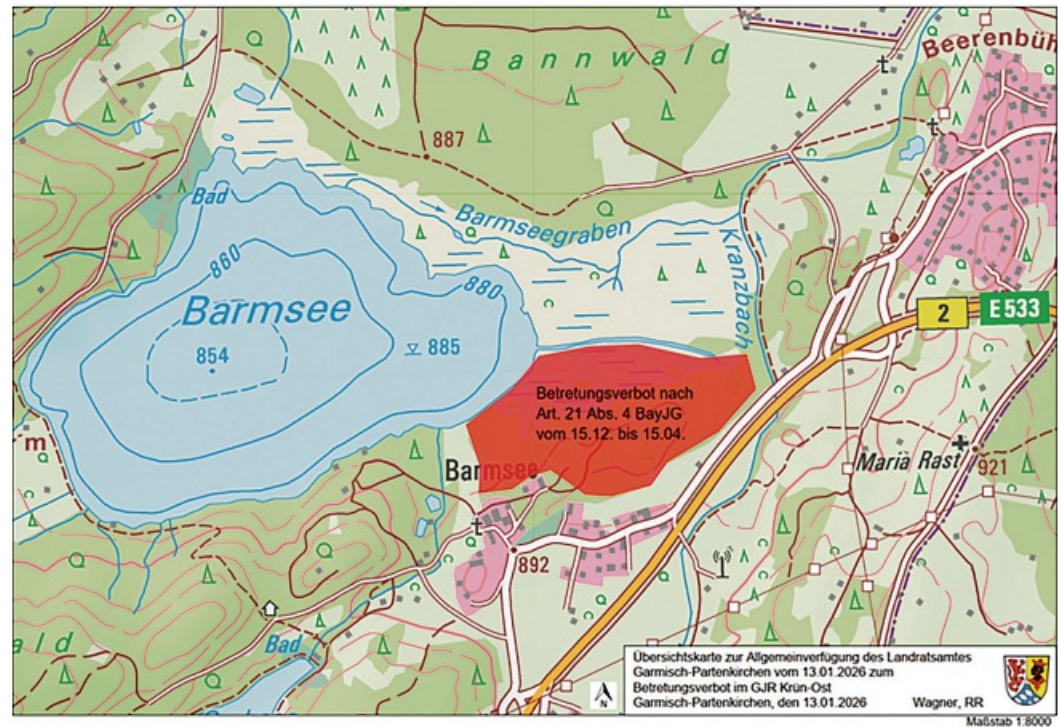 Bannwald
Beerenbüh
887
Bad
Barmseegraben
Kranzbach
860
880
Barmsee
2
E 533
854
885
Betretungsverbot nach
Art. 21 Abs. 4 BayJG
vom 15.12. bis 15.04.
m
Barmsee
Maria Rast
921
892
ald
Bad
Übersichtskarte zur Allgemeinverfügung des Landratsamtes
Garmisch-Partenkirchen vom 13.01.2026 zum
Betretungsverbot im GJR Krün-Ost
Garmisch-Partenkirchen, den 13.01.2026 Wagner, RR
N
Maßstab 1:8000